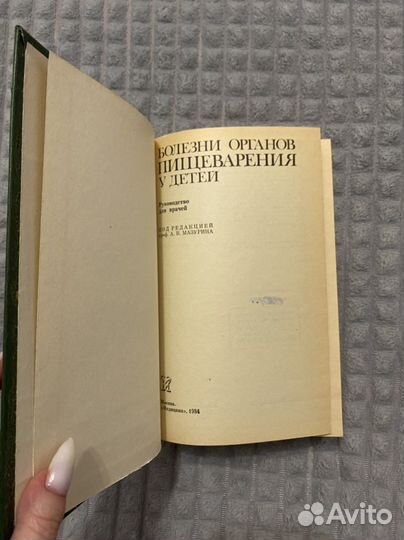 БОЛЕЗНИ ОРГАНОВ
ПИЩЕВАРЕНИЯ
У ДЕТЕЙ
Руководство
для врачей
ПОД РЕДАКЦИЕЙ
проф. А. В. МАЗУРИНА
Москва.
«Медицина», 1984
Avito